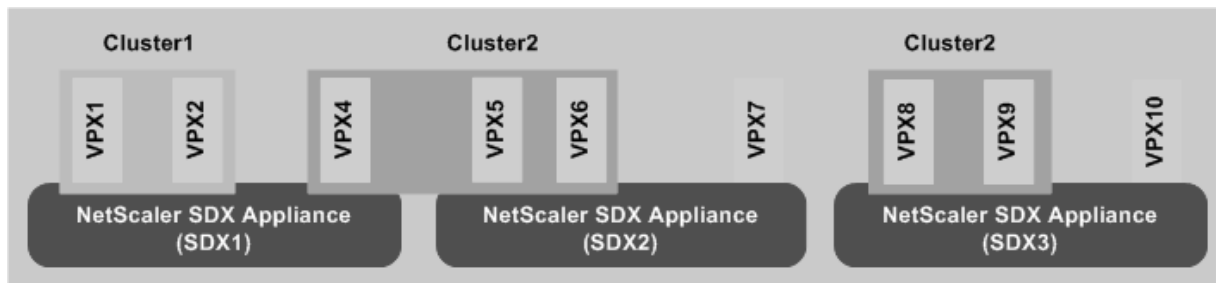 Cluster1
Cluster2
Cluster2
VPX1
VPX2
VPX4
VPX5
VPX6
VPX7
VPX8
VPX9
VPX10
NetScaler SDX Appliance
(SDX1)
NetScaler SDX Appliance
(SDX2)
NetScaler SDX Appliance
(SDX3)